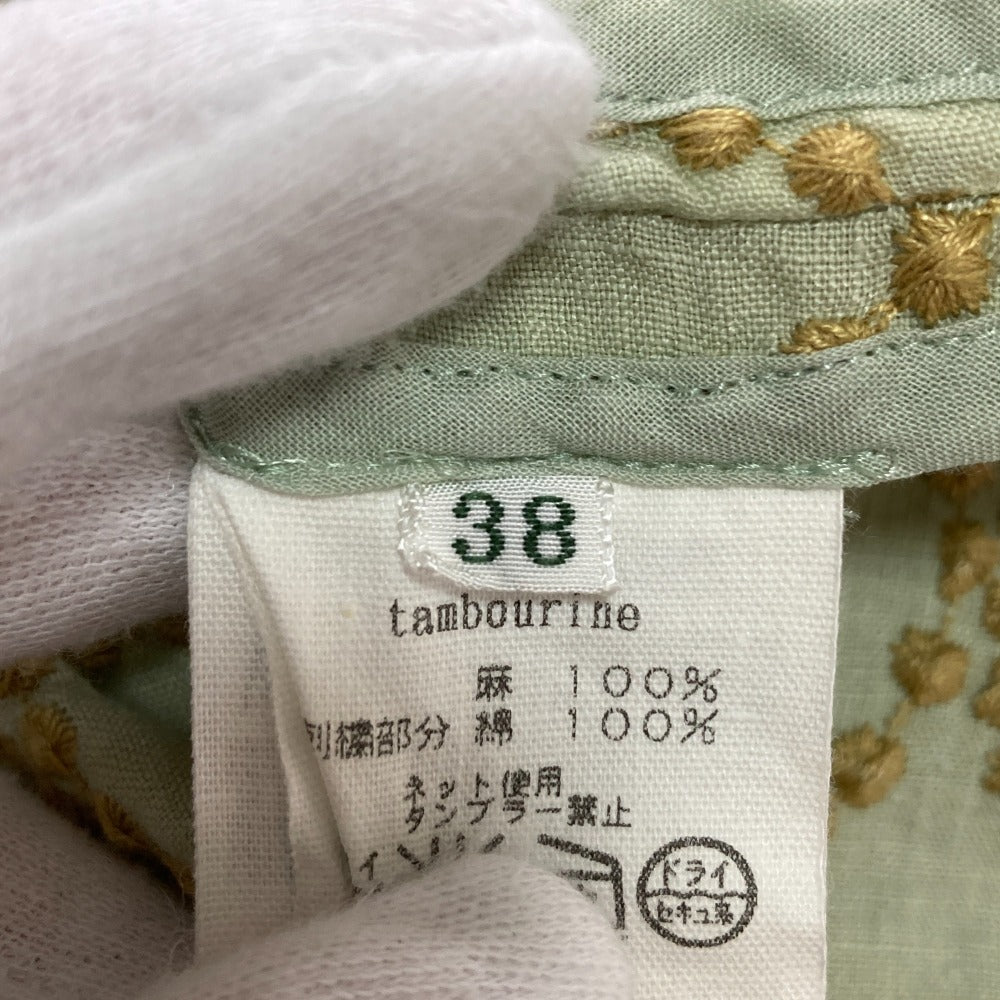 38
tambourine
麻 100%
刺繍部分 綿 100%
ネット使用
タンブラー禁止
ドライ
セキユ系